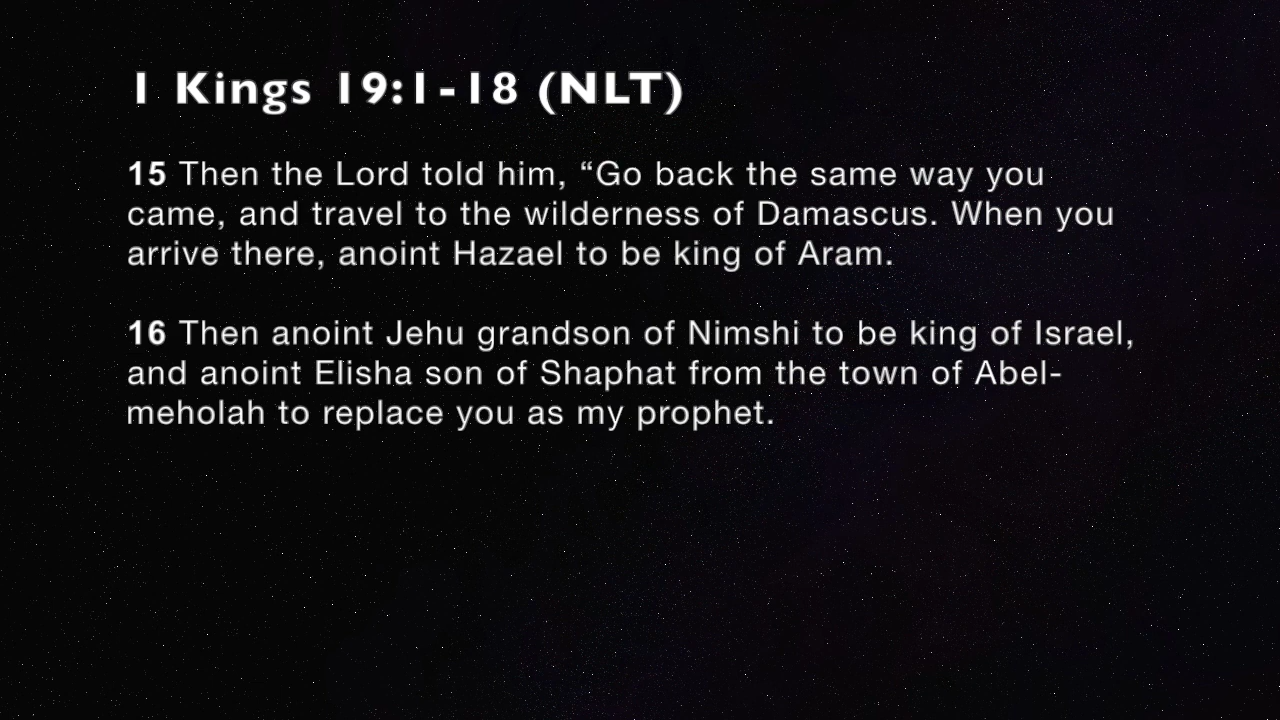 1 Kings 19:1-18 (NLT)
15 Then the Lord told him, “Go back the same way you
came, and travel to the wilderness of Damascus. When you
arrive there, anoint Hazael to be king of Aram.
16 Then anoint Jehu grandson of Nimshi to be king of Israel,
and anoint Elisha son of Shaphat from the town of Abel-
meholah to replace you as my prophet.